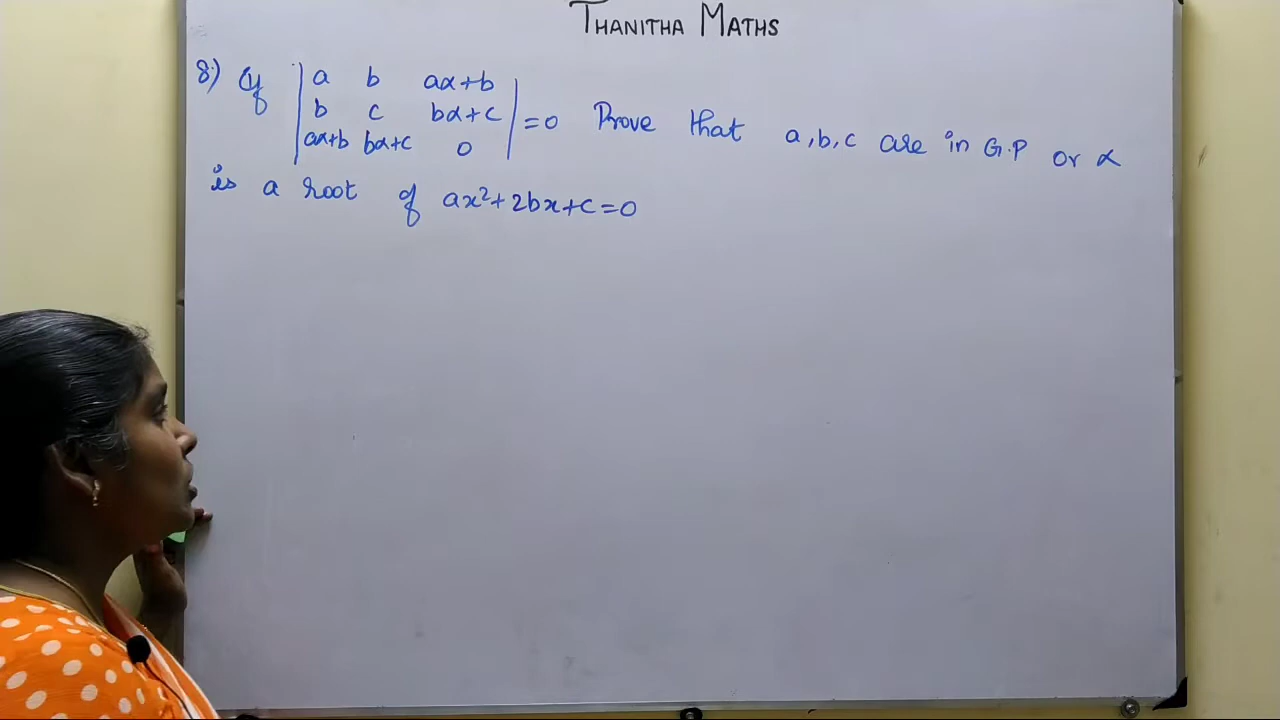 THANITHA MATHS
8) If | a b aα+b |
| b c bα+c | =0 Prove that a,b,c are in G.P or α
| aα+b bα+c 0 |
is a root of ax²+2bx+c=0